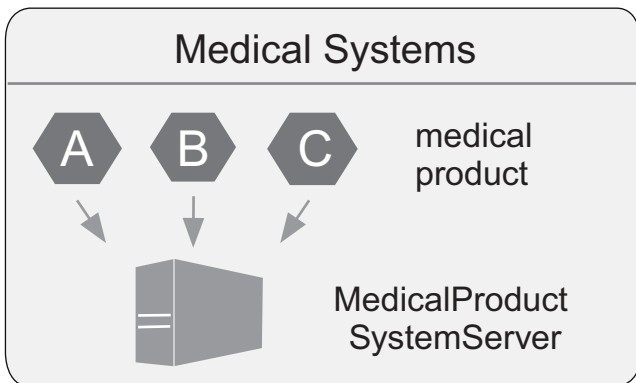 Medical Systems
A B C
medical
product
MedicalProduct
SystemServer